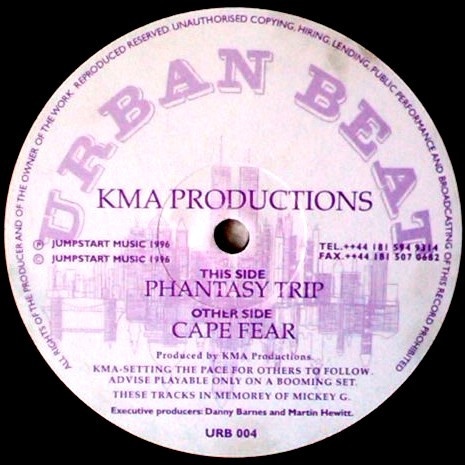 ALL RIGHTS OF THE PRODUCER AND OF THE OWNER OF THE WORK REPRODUCED RESERVED. UNAUTHORISED COPYING, HIRING, LENDING, PUBLIC PERFORMANCE AND BROADCASTING OF THIS RECORD PROHIBITED
URBAN BEAT
KMA PRODUCTIONS
Ⓟ JUMPSTART MUSIC 1996
© JUMPSTART MUSIC 1996
TEL.++44 181 594 9314
FAX.++44 181 507 0682
THIS SIDE
PHANTASY TRIP
OTHER SIDE
CAPE FEAR
Produced by KMA Productions.
KMA-SETTING THE PACE FOR OTHERS TO FOLLOW.
ADVISE PLAYABLE ONLY ON A BOOMING SET.
THESE TRACKS IN MEMOREY OF MICKEY G.
Executive producers: Danny Barnes and Martin Hewitt.
URB 004